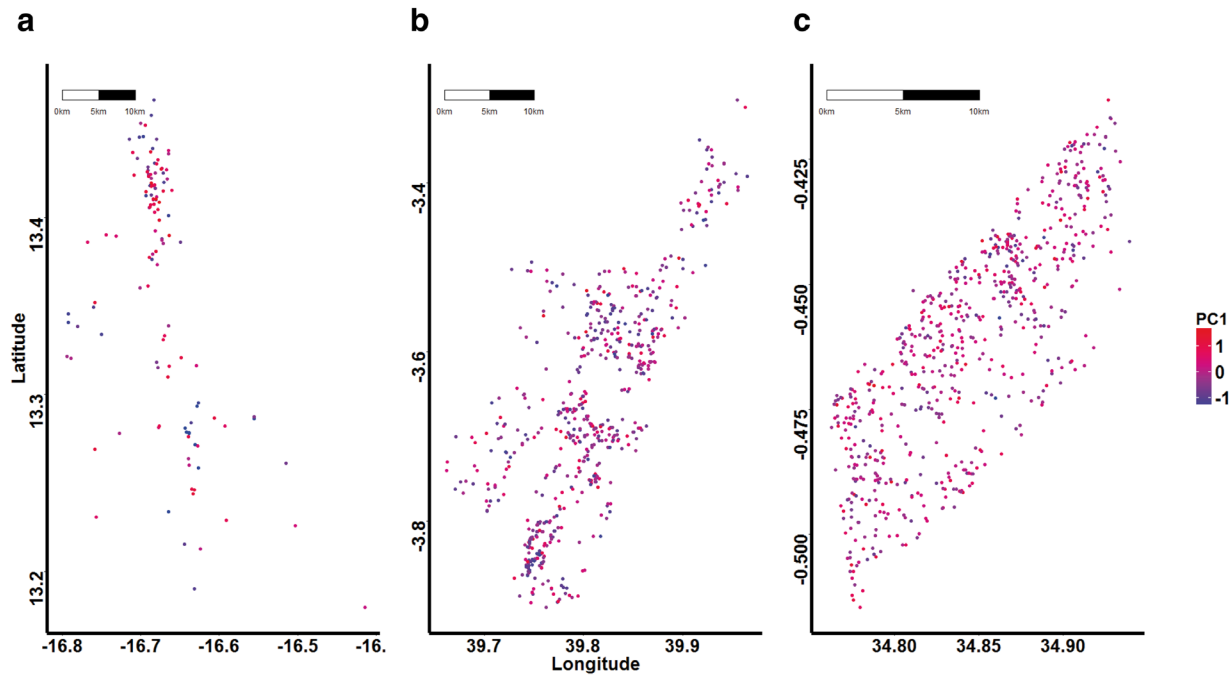 a b c
0km 5km 10km
0km 5km 10km
0km 5km 10km
Latitude
13.4
13.3
13.2
-3.4
-3.6
-3.8
-0.425
-0.450
-0.475
-0.500
PC1
1
0
-1
-16.8 -16.7 -16.6 -16.5 -16.
39.7 39.8 39.9
34.80 34.85 34.90
Longitude